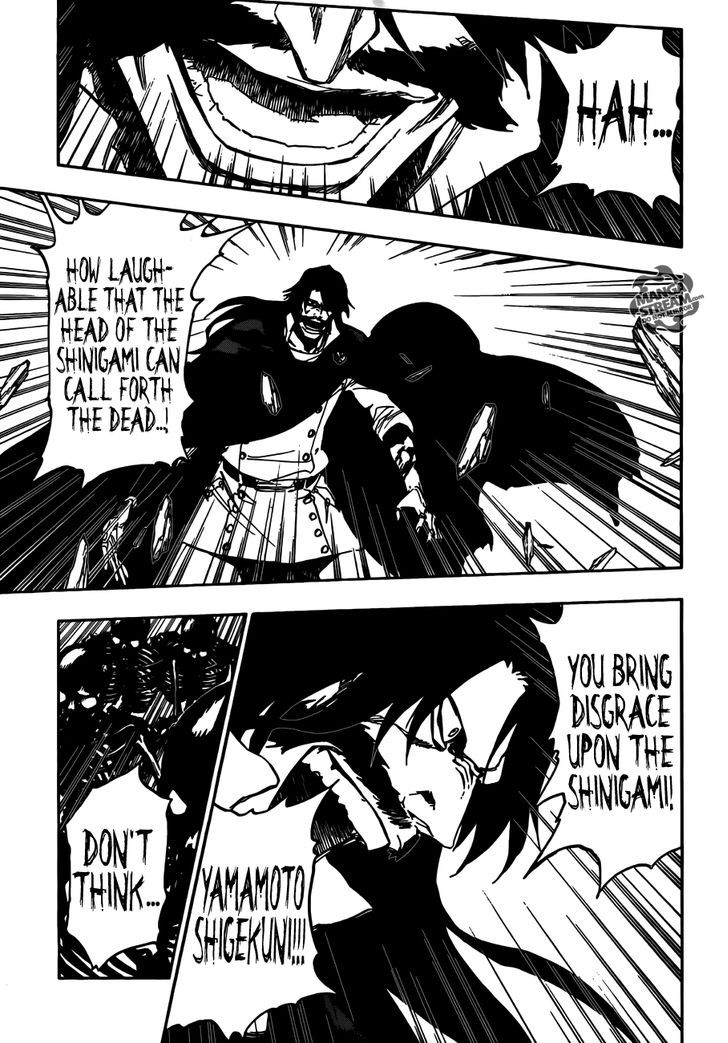 HAH...
HOW LAUGH-
ABLE THAT THE
HEAD OF THE
SHINIGAMI CAN
CALL FORTH
THE DEAD...!
MANGA
STREAM
.com
YOU BRING
DISGRACE
UPON THE
SHINIGAMI!
YAMAMOTO
SHIGEKUNI!!!!
DON'T
THINK...